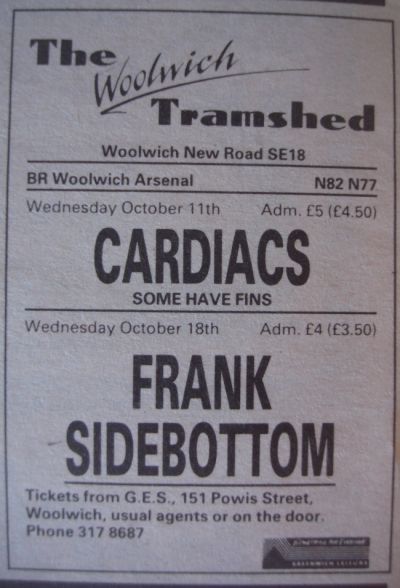 The
Woolwich
Tramshed
Woolwich New Road SE18
BR Woolwich Arsenal N82 N77
Wednesday October 11th Adm. £5 (£4.50)
CARDIACS
SOME HAVE FINS
Wednesday October 18th Adm. £4 (£3.50)
FRANK
SIDEBOTTOM
Tickets from G.E.S., 151 Powis Street,
Woolwich, usual agents or on the door.
Phone 317 8687
GREENWICH LEISURE